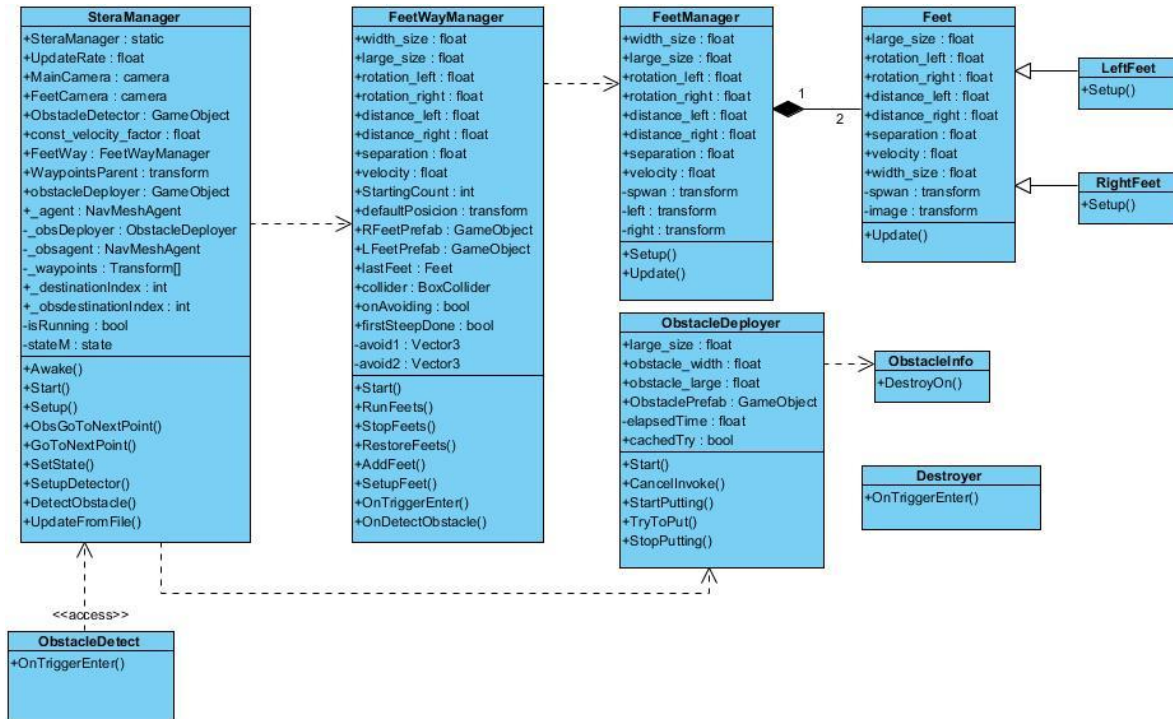 SteraManager
+SteraManager : static
+UpdateRate : float
+MainCamera : camera
+FeetCamera : camera
+ObstacleDetector : GameObject
+const_velocity_factor : float
+FeetWay : FeetWayManager
+WaypointsParent : transform
+obstacleDeployer : GameObject
+_agent : NavMeshAgent
-_obsDeployer : ObstacleDeployer
-_obsagent : NavMeshAgent
-_waypoints : Transform[]
+_destinationIndex : int
+_obsdestinationIndex : int
-isRunning : bool
-stateM : state
+Awake()
+Start()
+Setup()
+ObsGoToNextPoint()
+GoToNextPoint()
+SetState()
+SetupDetector()
+DetectObstacle()
+UpdateFromFile()
FeetWayManager
+width_size : float
+large_size : float
+rotation_left : float
+rotation_right : float
+distance_left : float
+distance_right : float
+separation : float
+velocity : float
+StartingCount : int
+defaultPosicion : transform
+RFeetPrefab : GameObject
+LFeetPrefab : GameObject
+lastFeet : Feet
+collider : BoxCollider
+onAvoiding : bool
+firstSteepDone : bool
-avoid1 : Vector3
-avoid2 : Vector3
+Start()
+RunFeets()
+StopFeets()
+RestoreFeets()
+AddFeet()
+SetupFeet()
+OnTriggerEnter()
+OnDetectObstacle()
FeetManager
+width_size : float
+large_size : float
+rotation_left : float
+rotation_right : float
+distance_left : float
+distance_right : float
+separation : float
+velocity : float
-spwan : transform
-left : transform
-right : transform
+Setup()
+Update()
1
2
Feet
+large_size : float
+rotation_left : float
+rotation_right : float
+distance_left : float
+distance_right : float
+separation : float
+velocity : float
+width_size : float
-spwan : transform
-image : transform
+Update()
LeftFeet
+Setup()
RightFeet
+Setup()
ObstacleDeployer
+large_size : float
+obstacle_width : float
+obstacle_large : float
+ObstaclePrefab : GameObject
-elapsedTime : float
+cachedTry : bool
+Start()
+CancelInvoke()
+StartPutting()
+TryToPut()
+StopPutting()
ObstacleInfo
+DestroyOn()
Destroyer
+OnTriggerEnter()
<<access>>
ObstacleDetect
+OnTriggerEnter()